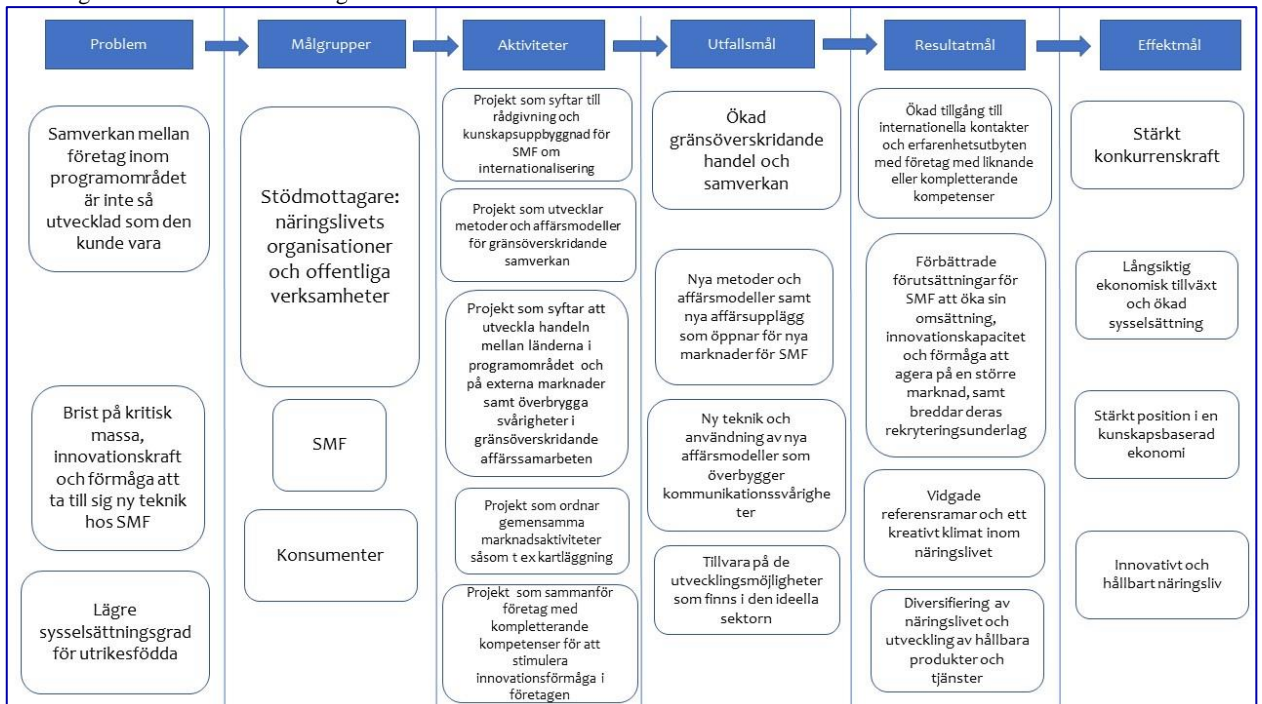 Problem
Målgrupper
Aktiviteter
Utfallsmål
Resultatmål
Effektmål
Samverkan mellan
företag inom
programområdet
är inte så
utvecklad som den
kunde vara
Brist på kritisk
massa,
innovationskraft
och förmåga att
ta till sig ny teknik
hos SMF
Lägre
sysselsättningsgrad
för utrikesfödda
Stödmottagare:
näringslivets
organisationer
och offentliga
verksamheter
SMF
Konsumenter
Projekt som syftar till
rådgivning och
kunskapsuppbyggnad för
SMF om
internationalisering
Projekt som utvecklar
metoder och affärsmodeller
för gränsöverskridande
samverkan
Projekt som syftar att
utveckla handeln
mellan länderna i
programområdet och
på externa marknader
samt överbrygga
svårigheter i
gränsöverskridande
affärssamarbeten
Projekt som ordnar
gemensamma
marknadsaktiviteter
såsom t ex kartläggning
Projekt som sammanför
företag med
kompletterande
kompetenser för att
stimulera
innovationsförmåga i
företagen
Ökad
gränsöverskridande
handel och
samverkan
Nya metoder och
affärsmodeller samt
nya affärsupplägg
som öppnar för nya
marknader för SMF
Ny teknik och
användning av nya
affärsmodeller som
överbygger
kommunikationssvårighe
ter
Tillvara på de
utvecklingsmöjligheter
som finns i den ideella
sektorn
Ökad tillgång till
internationella kontakter
och erfarenhetsutbyten
med företag med liknande
eller kompletterande
kompetenser
Förbättrade
förutsättningar för
SMF att öka sin
omsättning,
innovationskapacitet
och förmåga att
agera på en större
marknad, samt
breddar deras
rekryteringsunderlag
Vidgade
referensramar och ett
kreativt klimat inom
näringslivet
Diversifiering av
näringslivet och
utveckling av hållbara
produkter och
tjänster
Stärkt
konkurrenskraft
Långsiktig
ekonomisk tillväxt
och ökad
sysselsättning
Stärkt position i en
kunskapsbaserad
ekonomi
Innovativt och
hållbart näringsliv